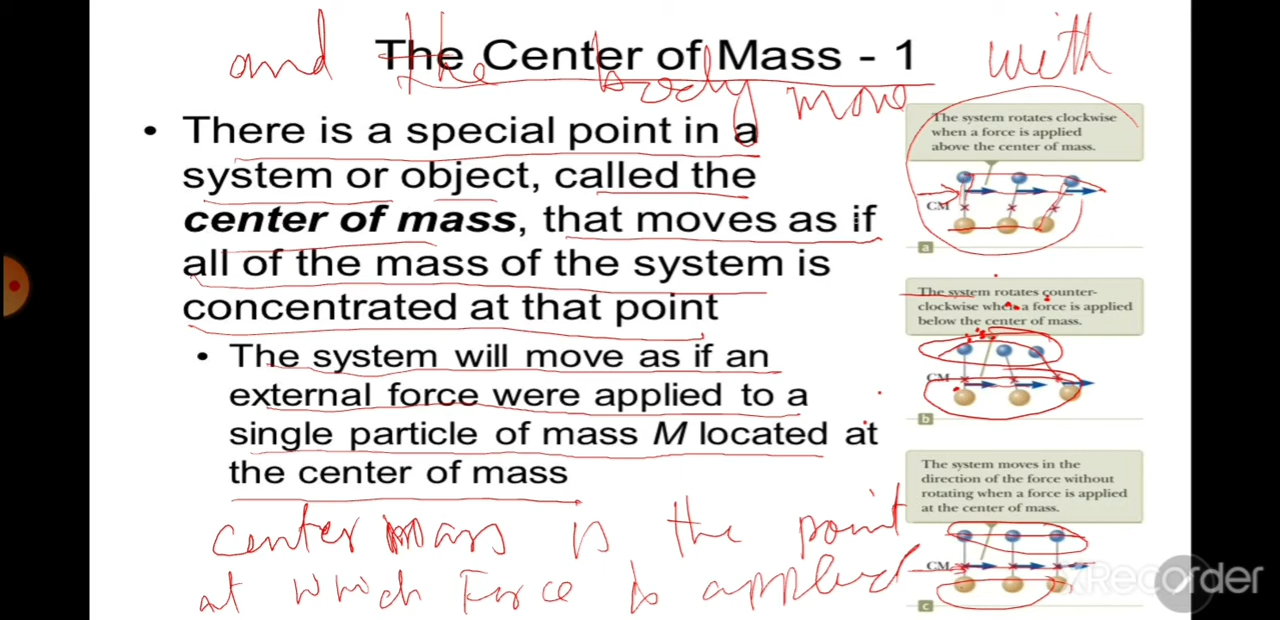 The Center of Mass - 1
and the body move with
• There is a special point in a
system or object, called the
center of mass, that moves as if
all of the mass of the system is
concentrated at that point
• The system will move as if an
external force were applied to a
single particle of mass M located at
the center of mass
center mass is the point
at which Force is applied
The system rotates clockwise
when a force is applied
above the center of mass.
CM
a
The system rotates counter-
clockwise when a force is applied
below the center of mass.
CM
b
The system moves in the
direction of the force without
rotating when a force is applied
at the center of mass.
CM
c
XRecorder